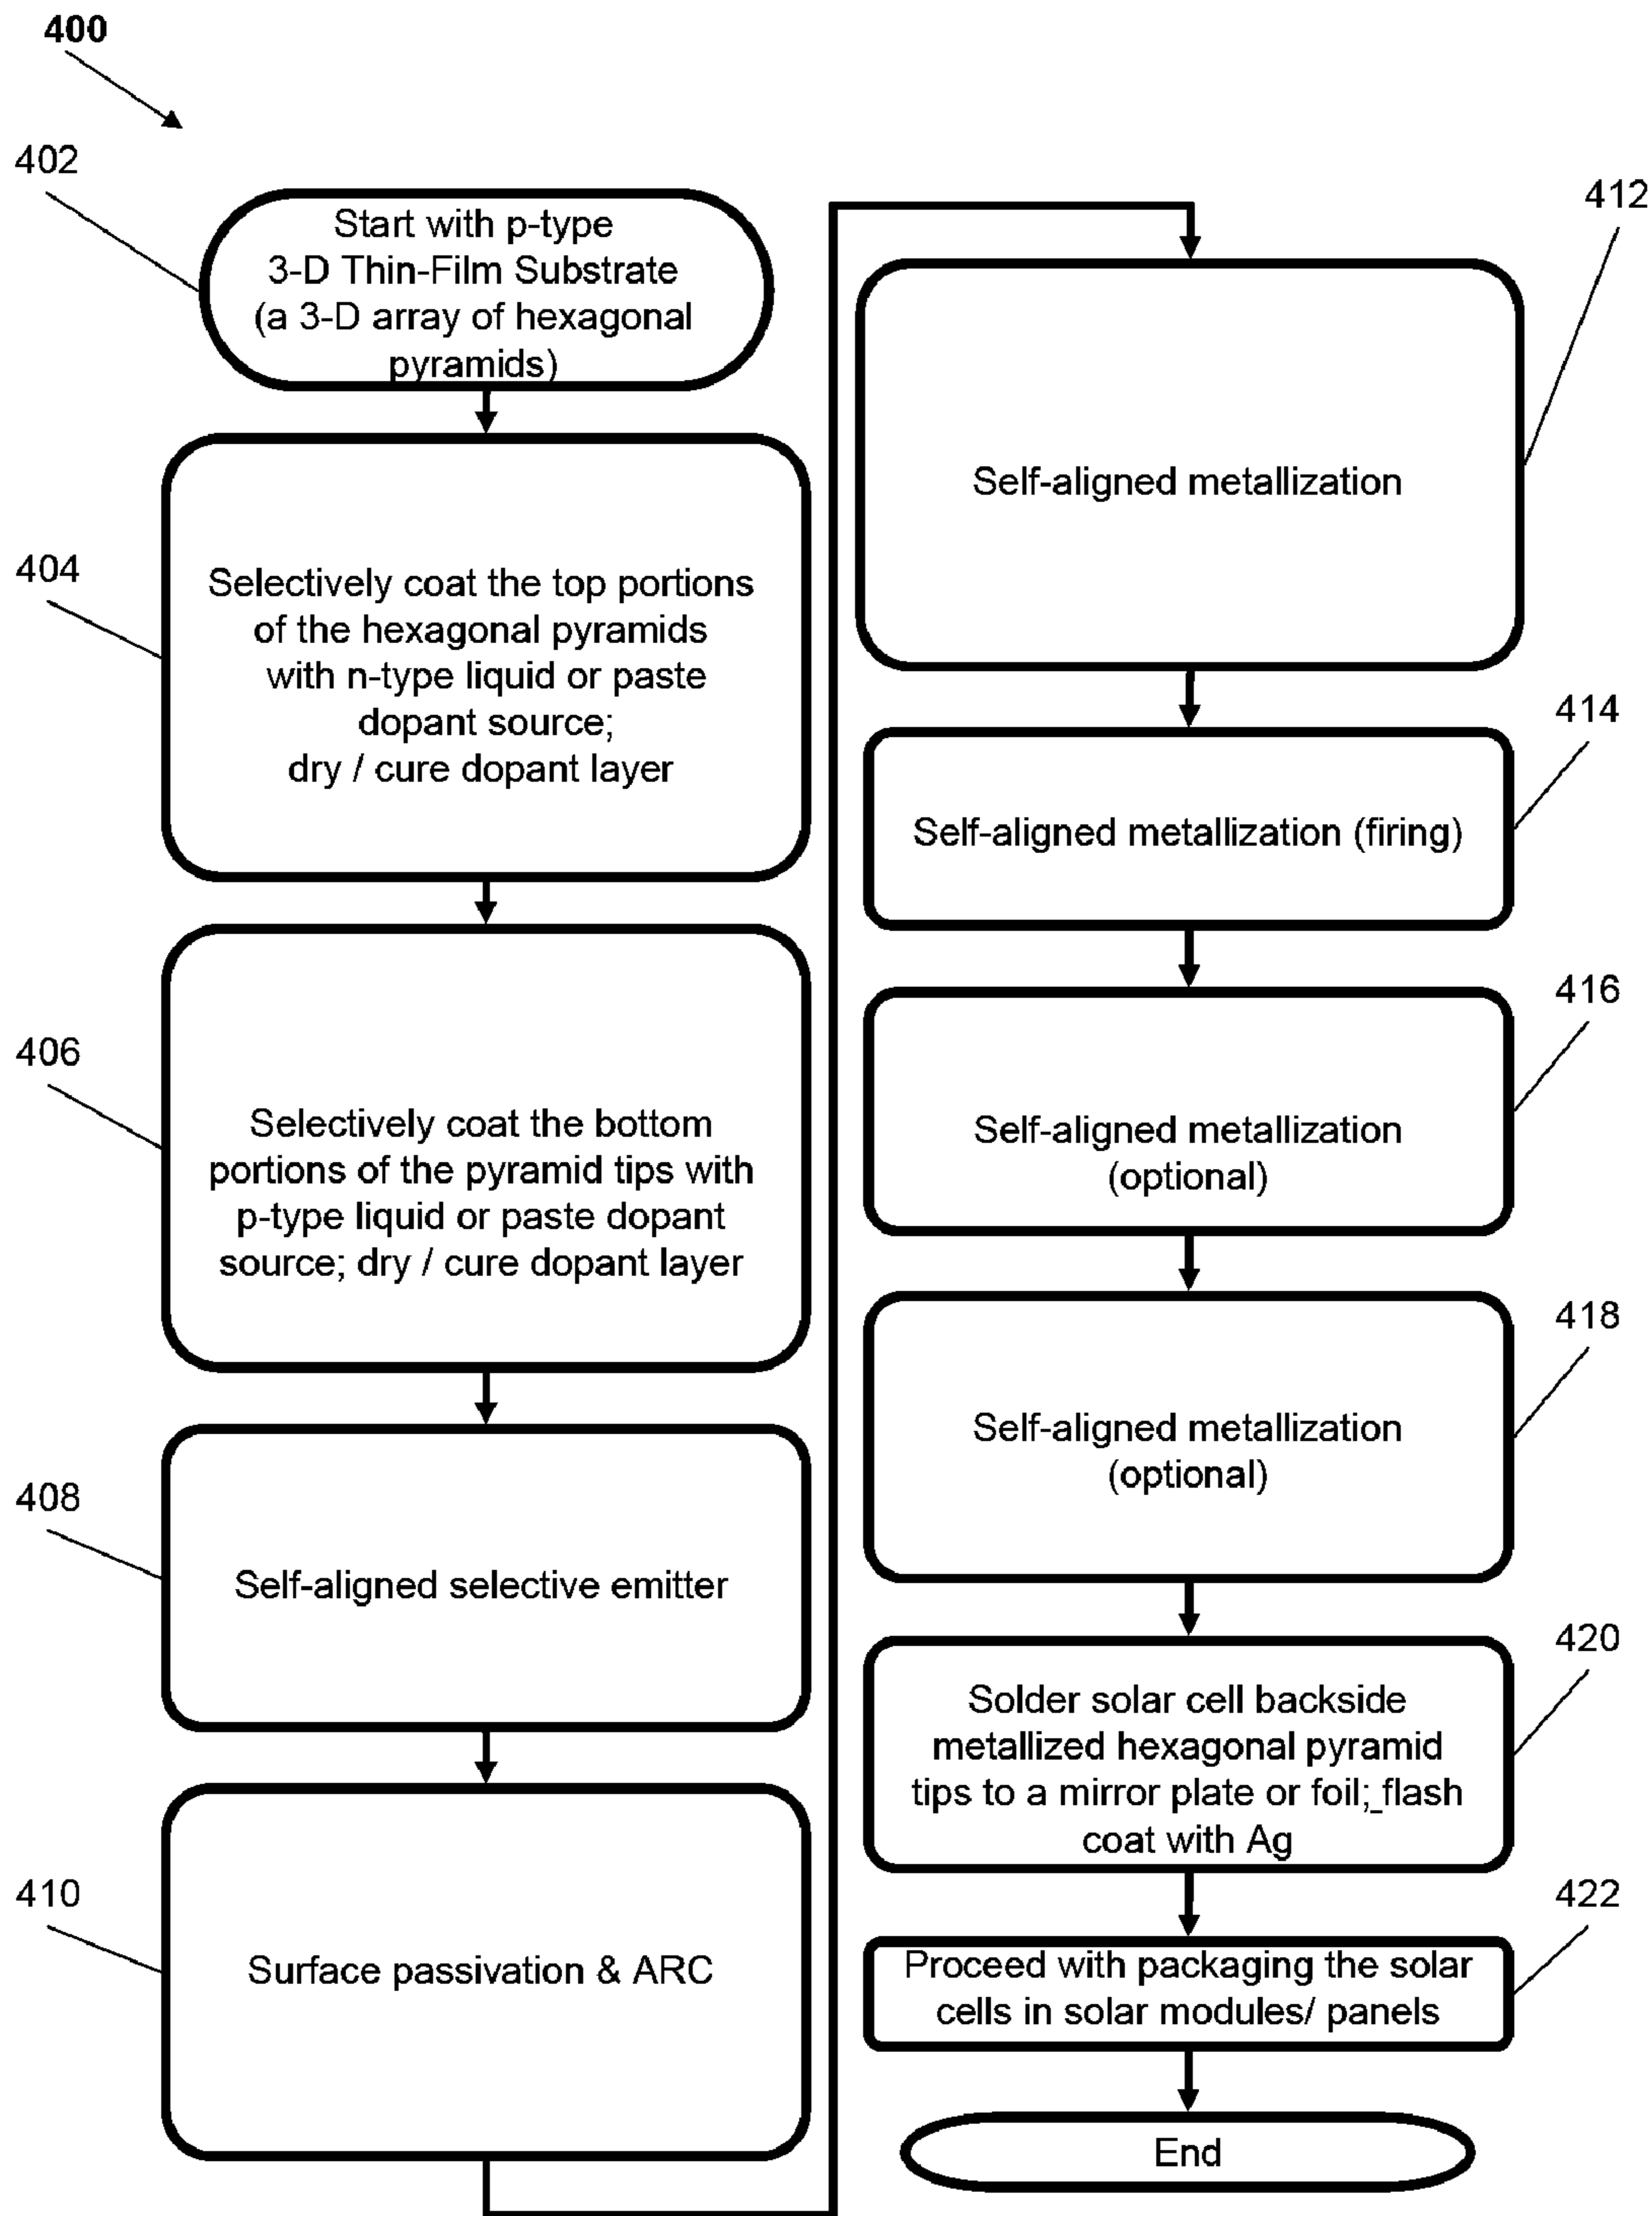 400
402
Start with p-type
3-D Thin-Film Substrate
(a 3-D array of hexagonal
pyramids)
404
Selectively coat the top portions
of the hexagonal pyramids
with n-type liquid or paste
dopant source;
dry / cure dopant layer
406
Selectively coat the bottom
portions of the pyramid tips with
p-type liquid or paste dopant
source; dry / cure dopant layer
408
Self-aligned selective emitter
410
Surface passivation & ARC
412
Self-aligned metallization
414
Self-aligned metallization (firing)
416
Self-aligned metallization
(optional)
418
Self-aligned metallization
(optional)
420
Solder solar cell backside
metallized hexagonal pyramid
tips to a mirror plate or foil; flash
coat with Ag
422
Proceed with packaging the solar
cells in solar modules/ panels
End